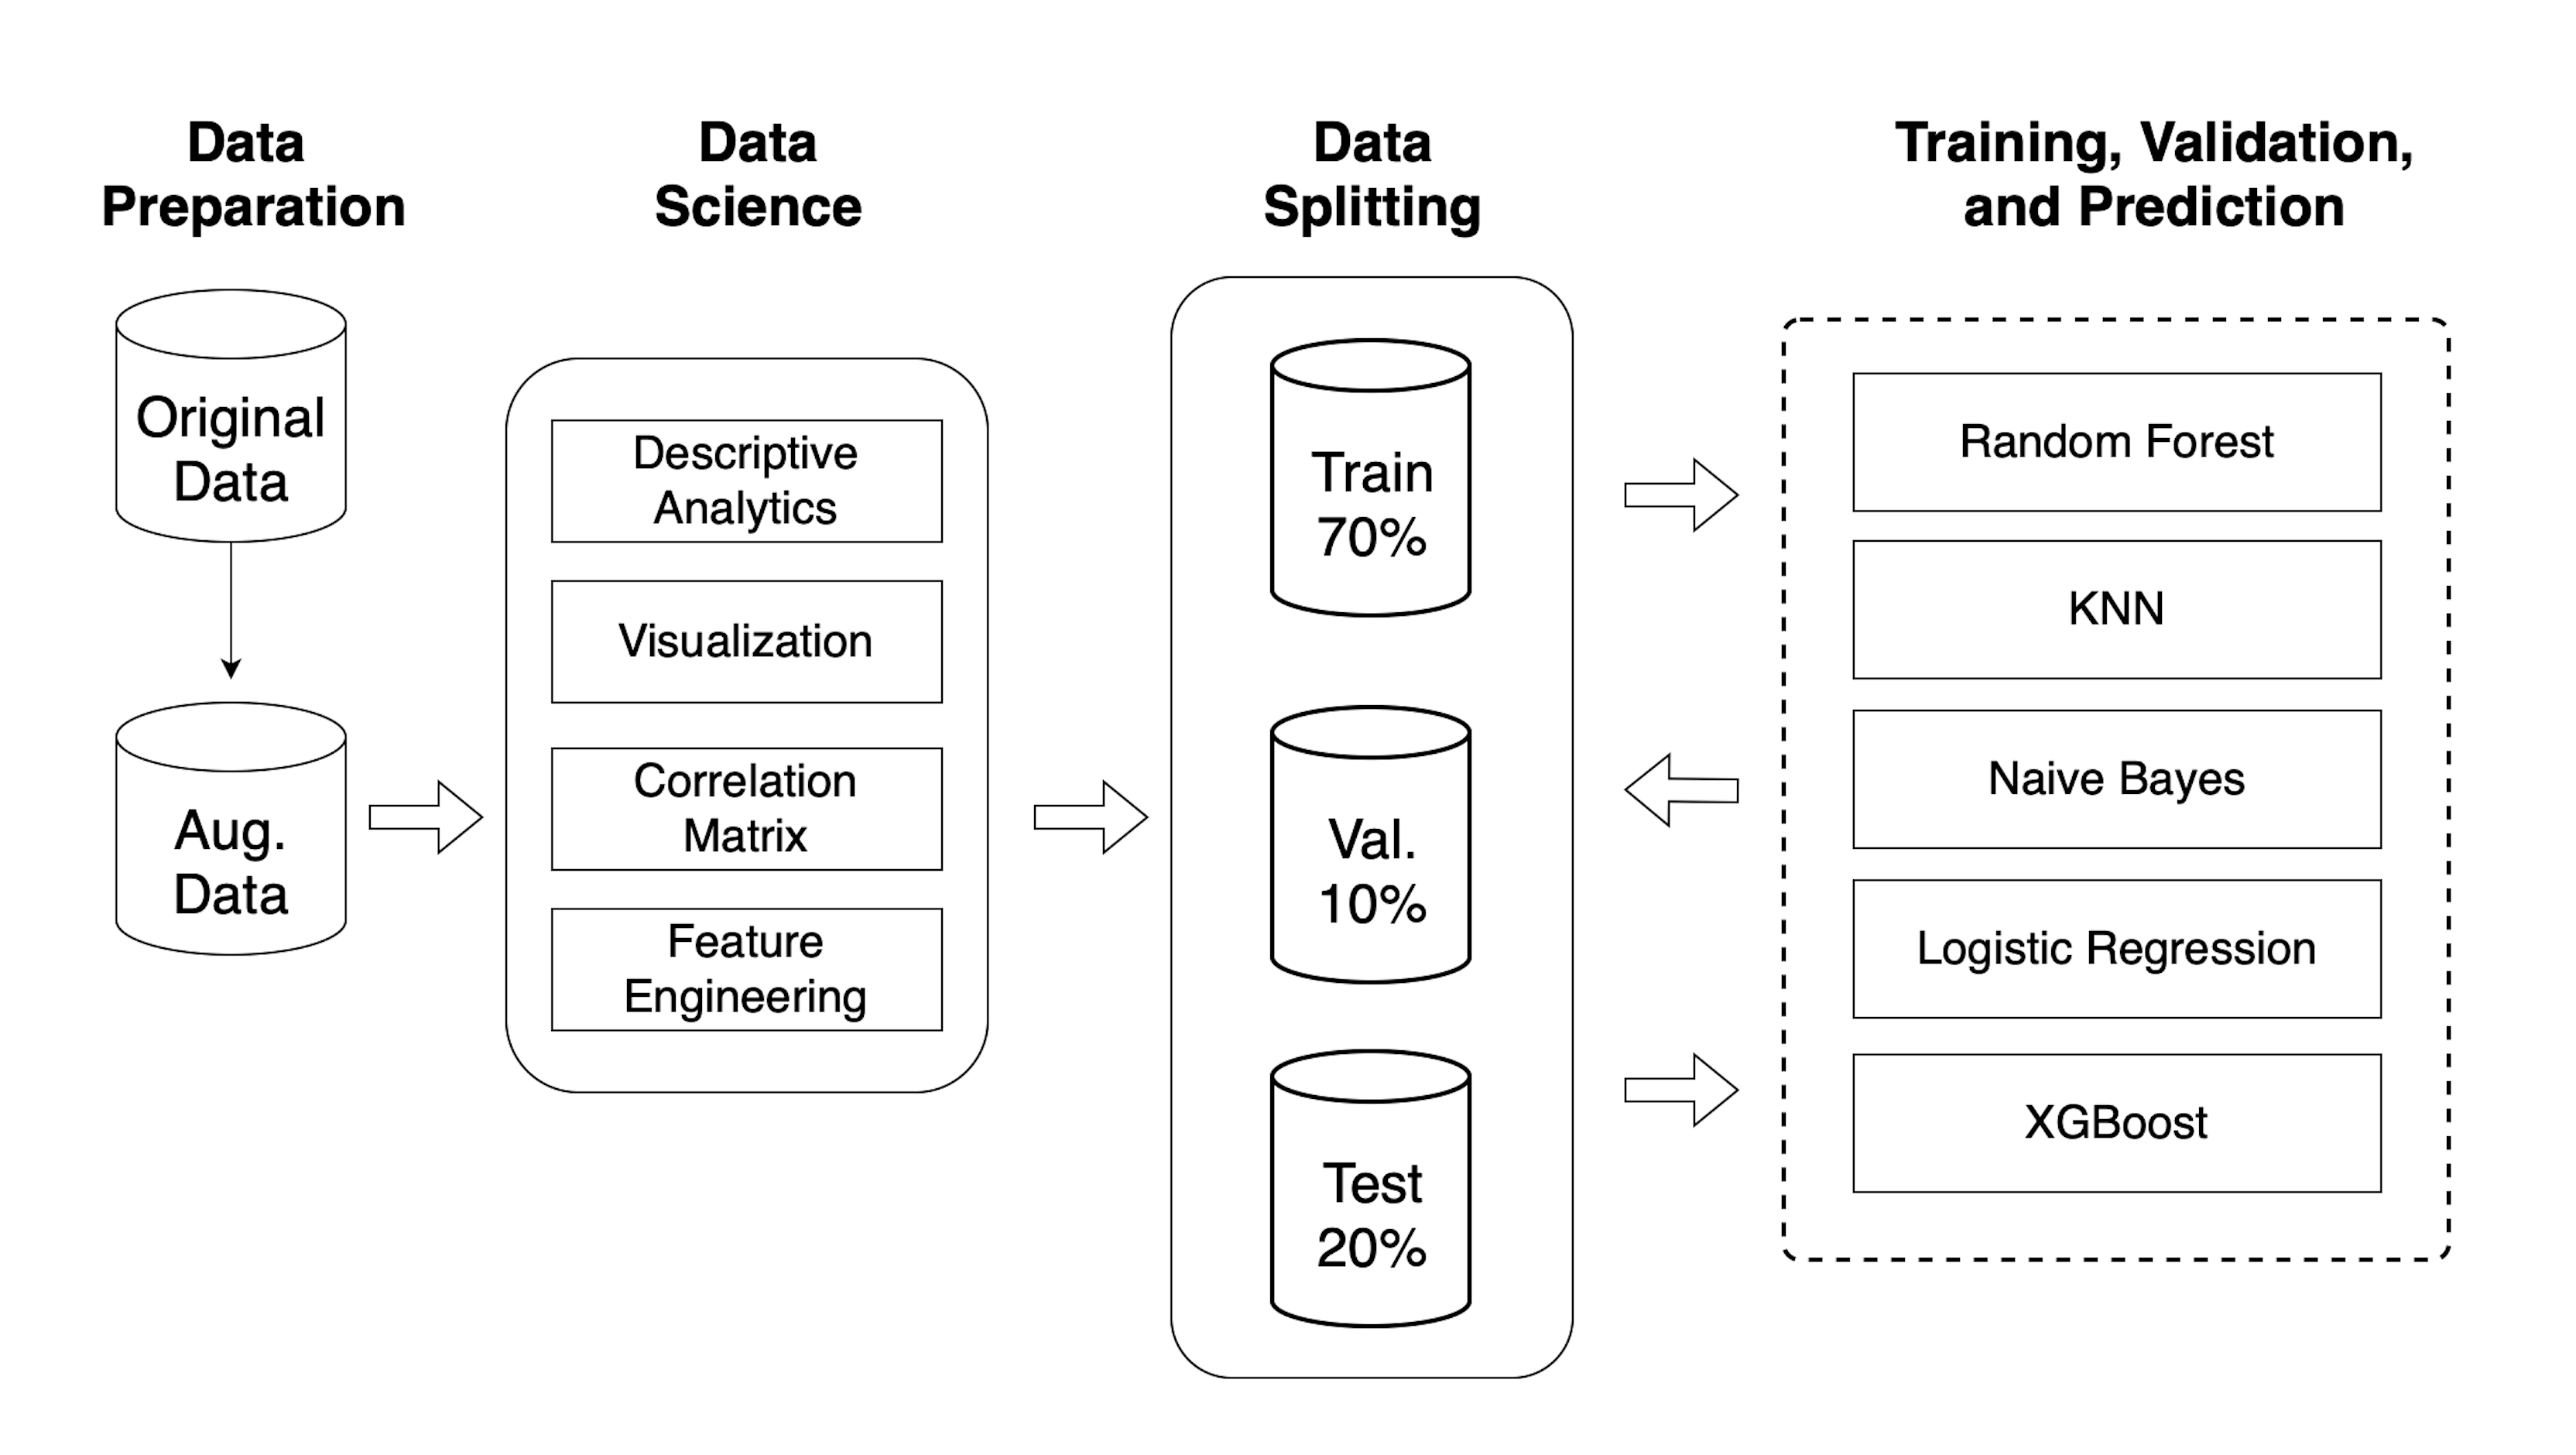 Data
Preparation
Original
Data
Aug.
Data
Data
Science
Descriptive
Analytics
Visualization
Correlation
Matrix
Feature
Engineering
Data
Splitting
Train
70%
Val.
10%
Test
20%
Training, Validation,
and Prediction
Random Forest
KNN
Naive Bayes
Logistic Regression
XGBoost